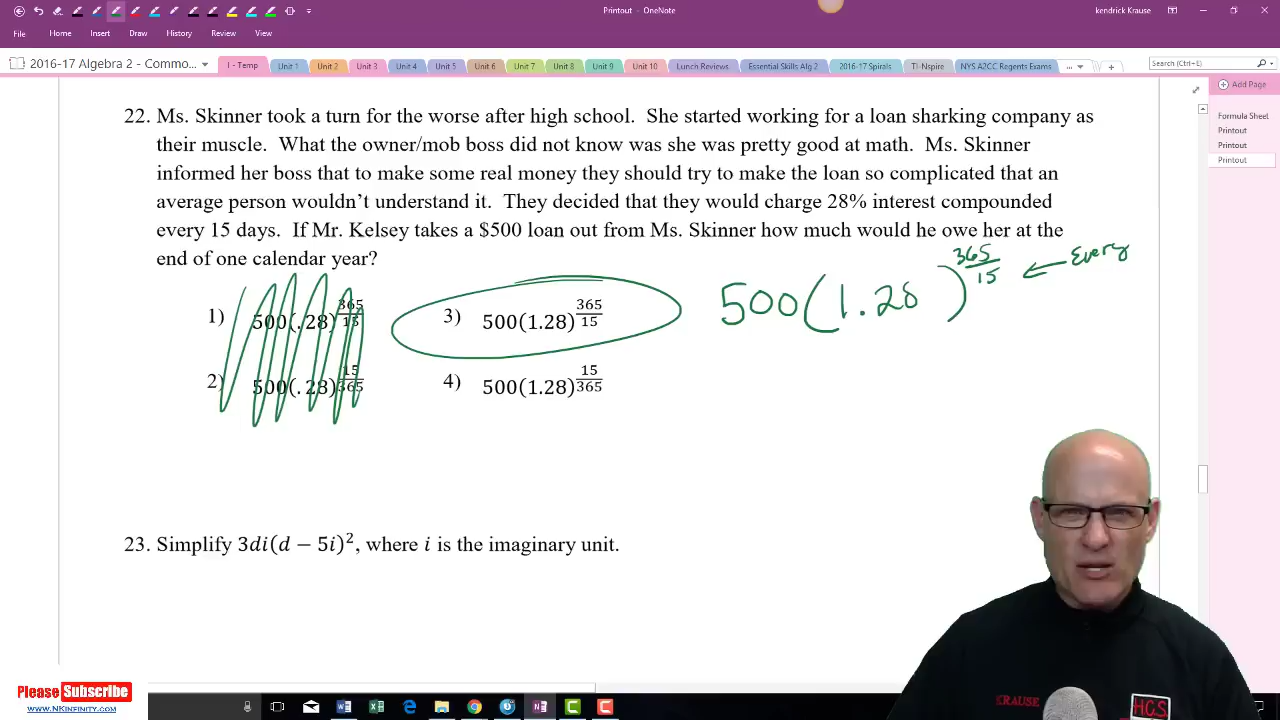 Printout - OneNote
kendrick Krause
File Home Insert Draw History Review View
2016-17 Algebra 2 - Commo... I - Temp Unit 1 Unit 2 Unit 3 Unit 4 Unit 5 Unit 6 Unit 7 Unit 8 Unit 9 Unit 10 Lunch Reviews Essential Skills Alg 2 2016-17 Spirals TI-Nspire NYS A2CC Regents Exams ... + Search (Ctrl+E)
+ Add Page
Formula Sheet
Printout
Printout
Printout
22. Ms. Skinner took a turn for the worse after high school. She started working for a loan sharking company as
their muscle. What the owner/mob boss did not know was she was pretty good at math. Ms. Skinner
informed her boss that to make some real money they should try to make the loan so complicated that an
average person wouldn't understand it. They decided that they would charge 28% interest compounded
every 15 days. If Mr. Kelsey takes a $500 loan out from Ms. Skinner how much would he owe her at the
end of one calendar year?
1) 500(.28)^(365/15) 3) 500(1.28)^(365/15)
2) 500(.28)^(15/365) 4) 500(1.28)^(15/365)
500(1.28)^(365/15) ← Every
23. Simplify 3di(d − 5i)², where i is the imaginary unit.
KRAUSE
H.C.S.
Please Subscribe
www.NKinfinity.com